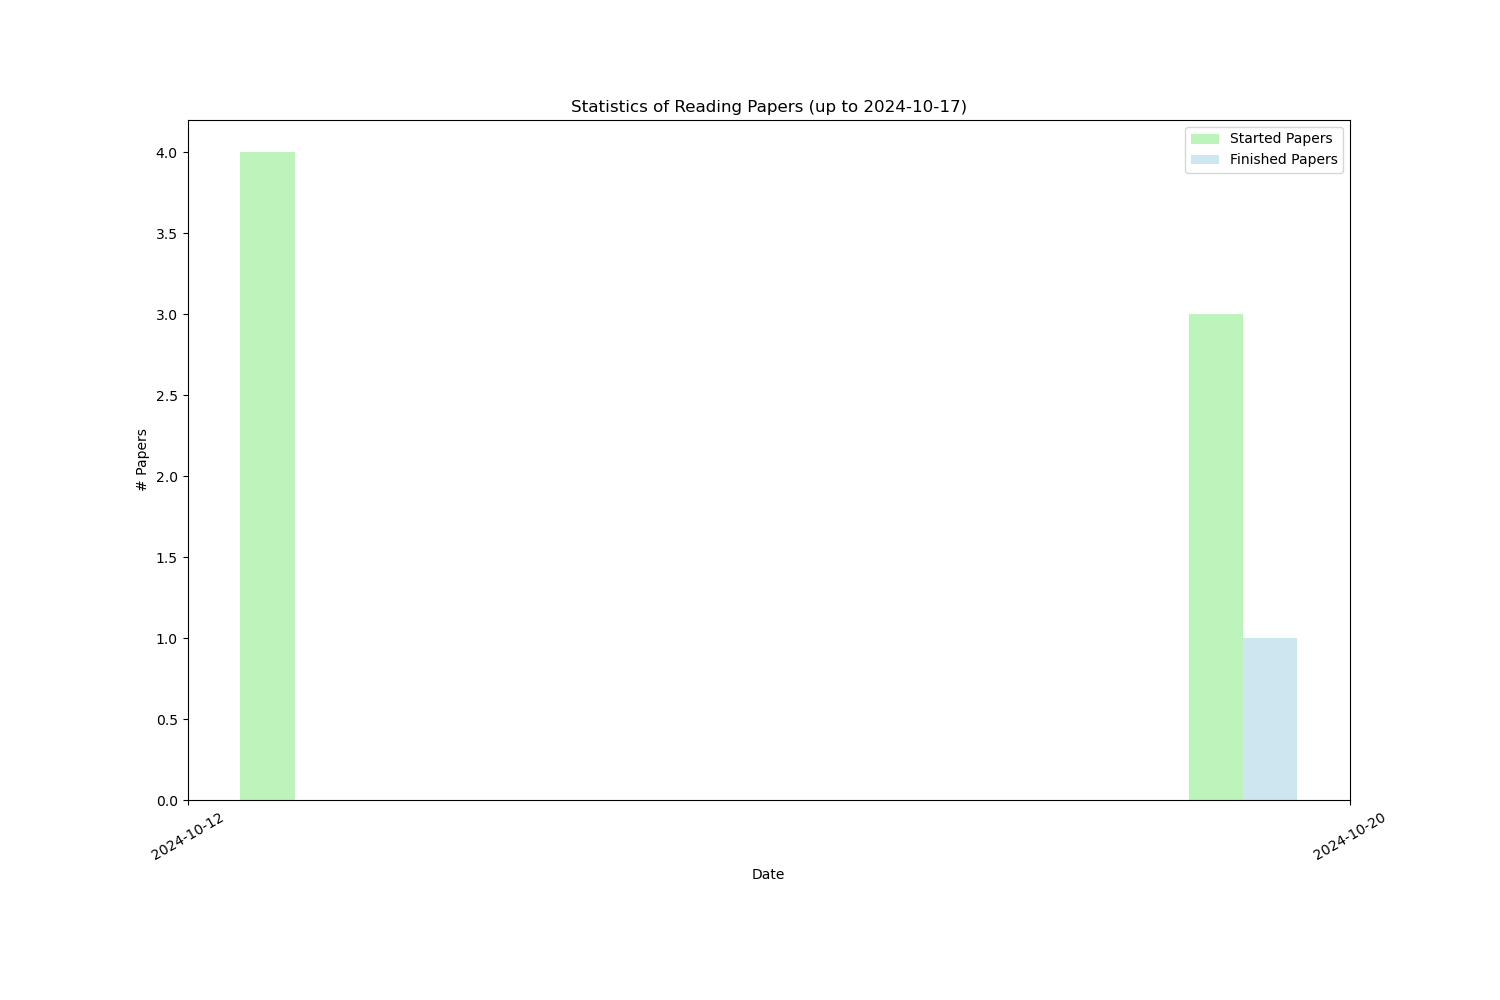 Statistics of Reading Papers (up to 2024-10-17)
Started Papers
Finished Papers
4.0
3.5
3.0
2.5
2.0
1.5
1.0
0.5
0.0
# Papers
2024-10-12
2024-10-20
Date